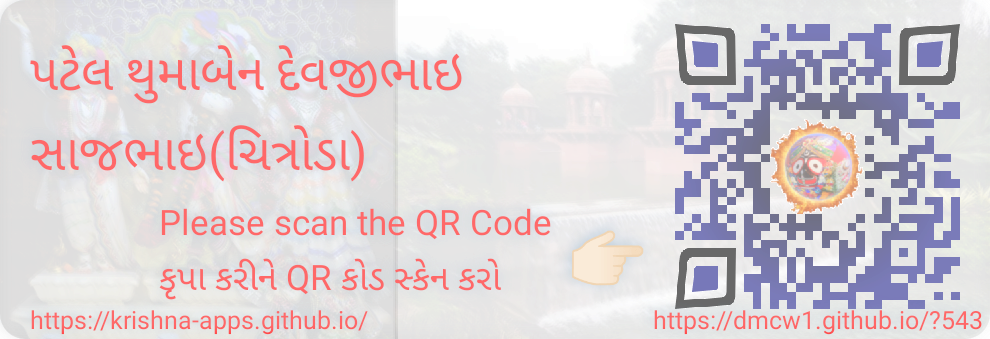 પટેલ થુમાબેન દેવજીભાઇ
સાજભાઇ(ચિત્રોડા)
Please scan the QR Code
કૃપા કરીને QR કોડ સ્કેન કરો
https://krishna-apps.github.io/
https://dmcw1.github.io/?543